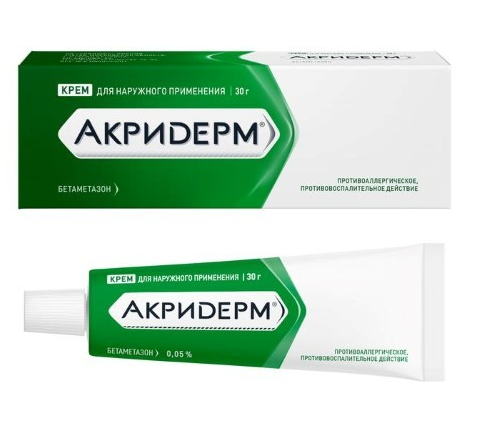 КРЕМ ДЛЯ НАРУЖНОГО ПРИМЕНЕНИЯ | 30 г
АКРИДЕРМ®
БЕТАМЕТАЗОН
ПРОТИВОАЛЛЕРГИЧЕСКОЕ,
ПРОТИВОВОСПАЛИТЕЛЬНОЕ ДЕЙСТВИЕ
КРЕМ ДЛЯ НАРУЖНОГО ПРИМЕНЕНИЯ | 30 г
АКРИДЕРМ®
БЕТАМЕТАЗОН 0,05 %
ПРОТИВОАЛЛЕРГИЧЕСКОЕ,
ПРОТИВОВОСПАЛИТЕЛЬНОЕ ДЕЙСТВИЕ